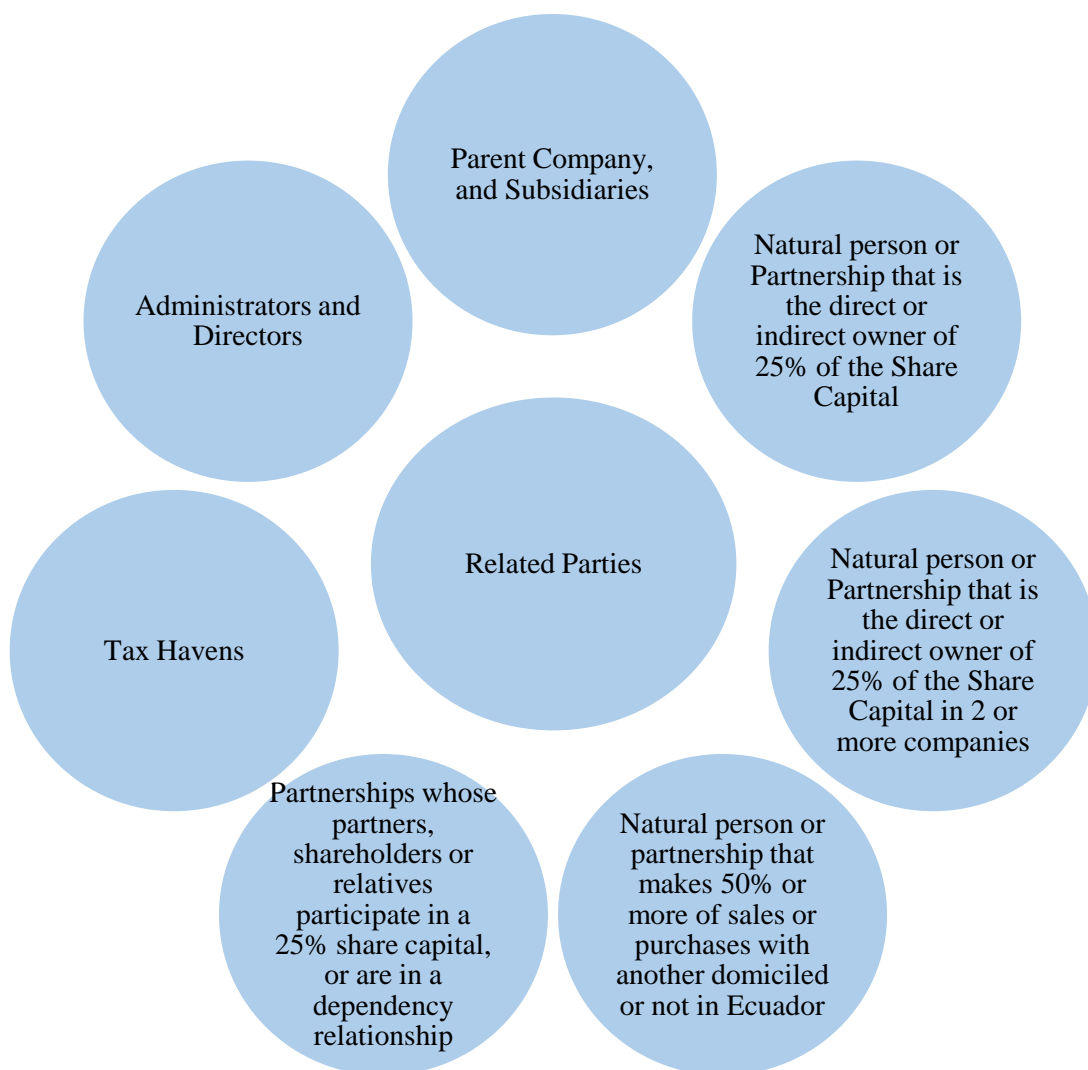 Parent Company,
and Subsidiaries
Natural person or
Partnership that is
the direct or
indirect owner of
25% of the Share
Capital
Natural person or
Partnership that is
the direct or
indirect owner of
25% of the Share
Capital in 2 or
more companies
Natural person or
partnership that
makes 50% or
more of sales or
purchases with
another domiciled
or not in Ecuador
Partnerships whose
partners,
shareholders or
relatives
participate in a
25% share capital,
or are in a
dependency
relationship
Tax Havens
Administrators and
Directors
Related Parties